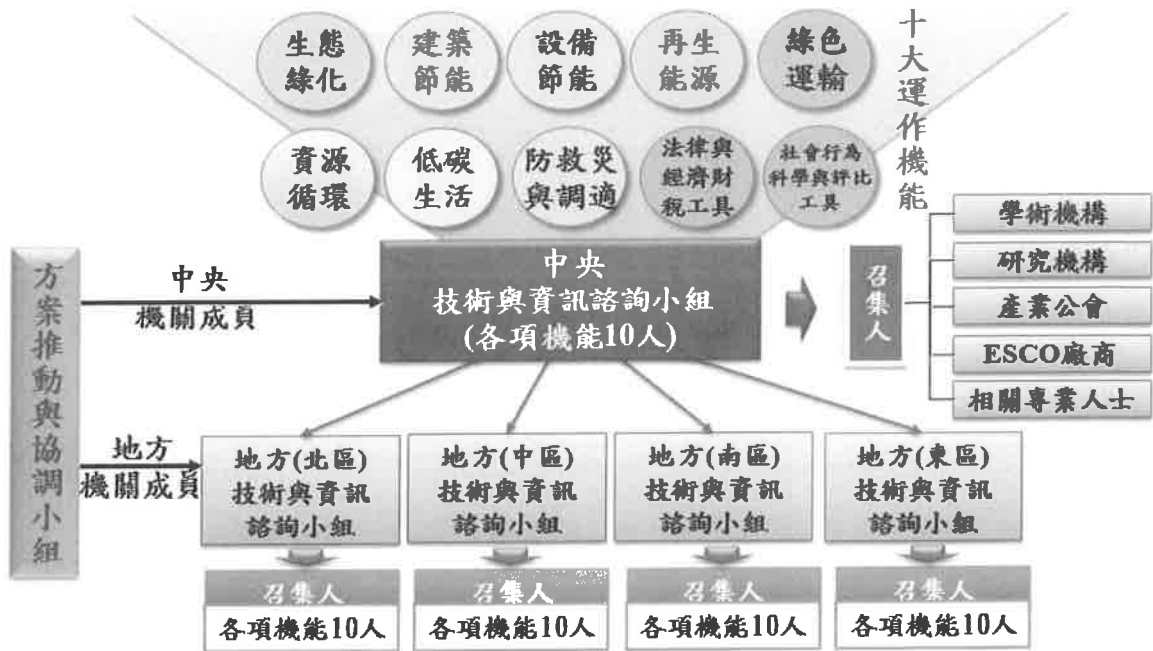 生態
綠化
建築
節能
設備
節能
再生
能源
綠色
運輸
十大運作機能
資源
循環
低碳
生活
防救災
與調適
法律與
經濟財
稅工具
社會行為
科學與評比
工具
方案推動與協調小組
中央
機關成員
中央
技術與資訊諮詢小組
(各項機能10人)
召集人
學術機構
研究機構
產業公會
ESCO廠商
相關專業人士
地方
機關成員
地方(北區)
技術與資訊
諮詢小組
地方(中區)
技術與資訊
諮詢小組
地方(南區)
技術與資訊
諮詢小組
地方(東區)
技術與資訊
諮詢小組
召集人
各項機能10人
召集人
各項機能10人
召集人
各項機能10人
召集人
各項機能10人